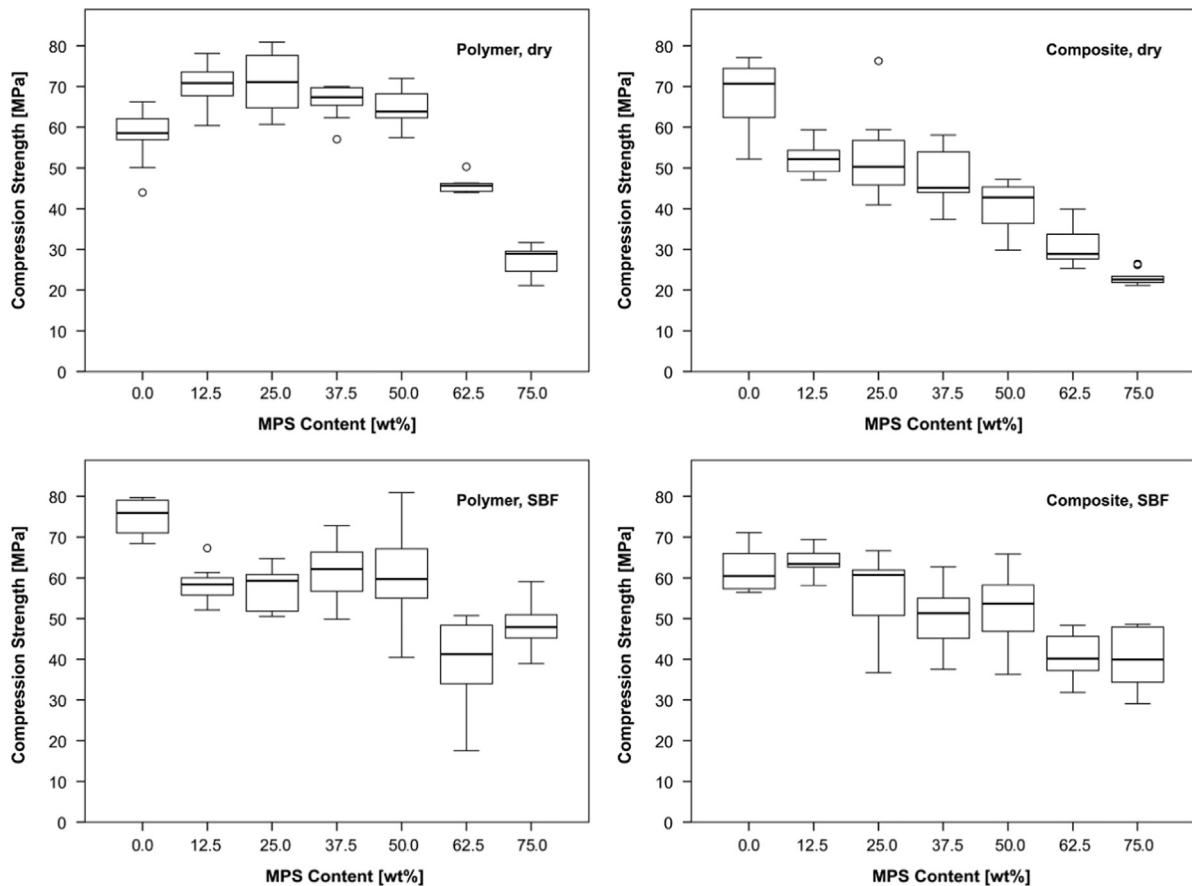 Polymer, dry
Compression Strength [MPa]
80
70
60
50
40
30
20
10
0
0.0 12.5 25.0 37.5 50.0 62.5 75.0
MPS Content [wt%]
Composite, dry
Compression Strength [MPa]
80
70
60
50
40
30
20
10
0
0.0 12.5 25.0 37.5 50.0 62.5 75.0
MPS Content [wt%]
Polymer, SBF
Compression Strength [MPa]
80
70
60
50
40
30
20
10
0
0.0 12.5 25.0 37.5 50.0 62.5 75.0
MPS Content [wt%]
Composite, SBF
Compression Strength [MPa]
80
70
60
50
40
30
20
10
0
0.0 12.5 25.0 37.5 50.0 62.5 75.0
MPS Content [wt%]